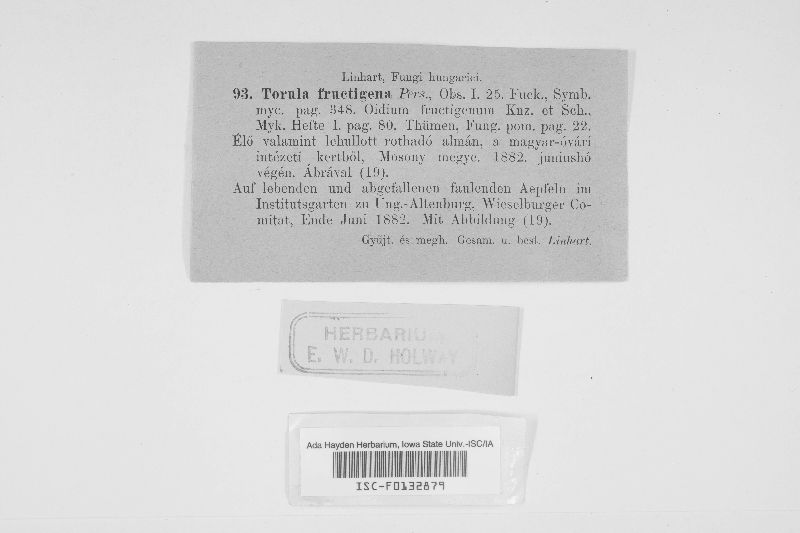 Linhart, Fungi hungarici.
93. Torula fructigena Pers., Obs. I. 25. Fuck., Symb.
myc. pag. 348. Oidium fructigenum Knz. et Sch.,
Myk. Hefte I. pag. 80. Thümen, Fung. pom. pag. 22.
Élő valamint lehullott rothadó almán, a magyar-óvári
intézeti kertből, Mosony megye. 1882. juniushó
végén. Ábrával (19).
Auf lebenden und abgefallenen faulenden Aepfeln im
Institutsgarten zu Ung.-Altenburg, Wieselburger Co-
mitat, Ende Juni 1882. Mit Abbildung (19).
Gyűjt. és megh. Gesam. u. best. Linhart.
HERBARIU
E. W. D. HOLWAY
Ada Hayden Herbarium, Iowa State Univ.-ISC/IA
ISC-F0132879